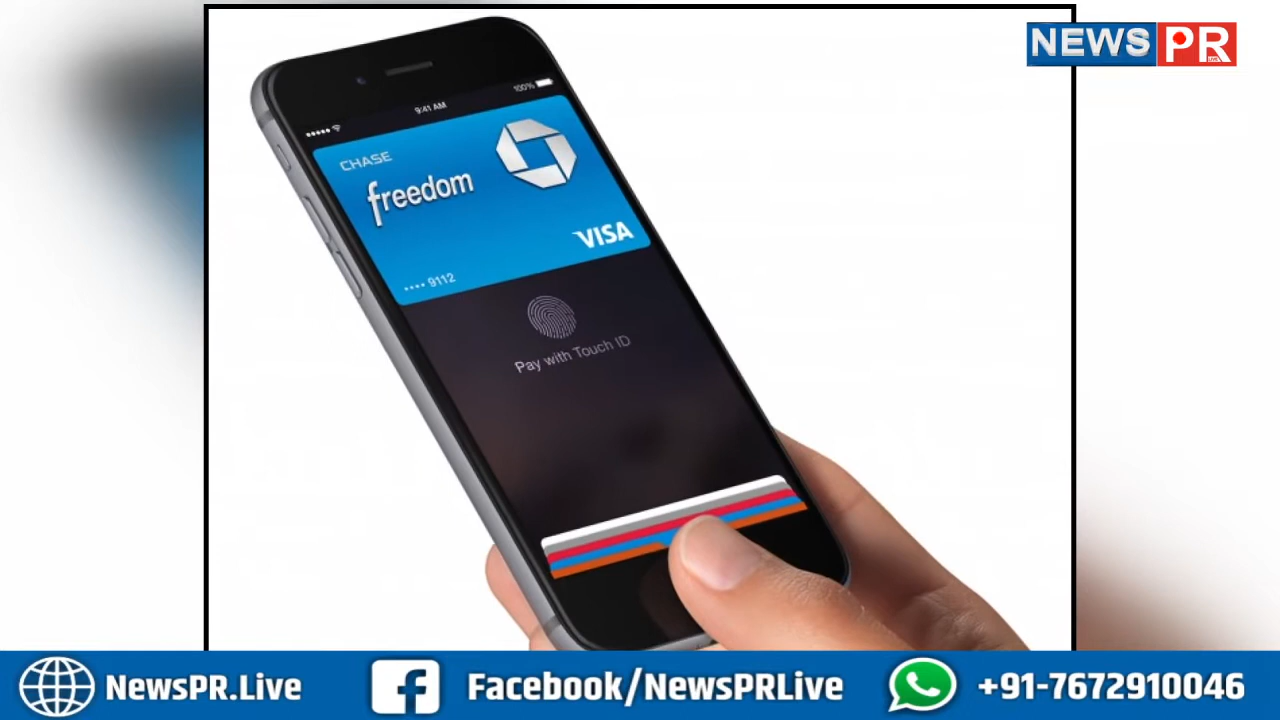 NEWS PR
LIVE
100%
9:41 AM
CHASE
freedom
VISA
•••• 9112
Pay with Touch ID
NewsPR.Live
Facebook/NewsPRLive
+91-7672910046